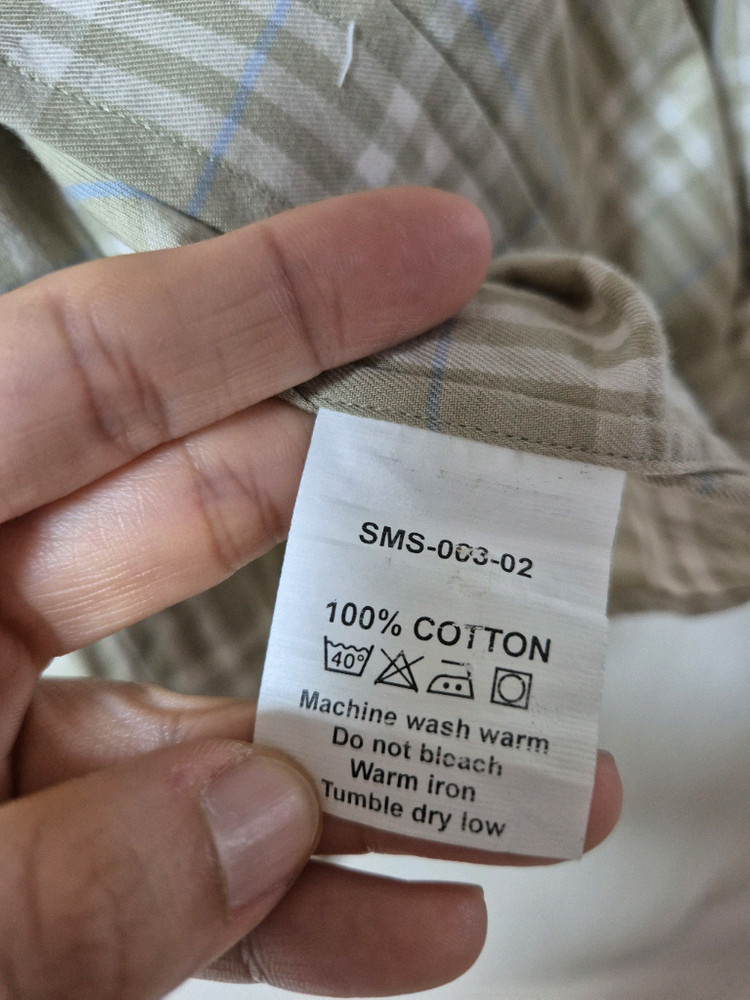 SMS-003-02
100% COTTON
40°
Machine wash warm
Do not bleach
Warm iron
Tumble dry low